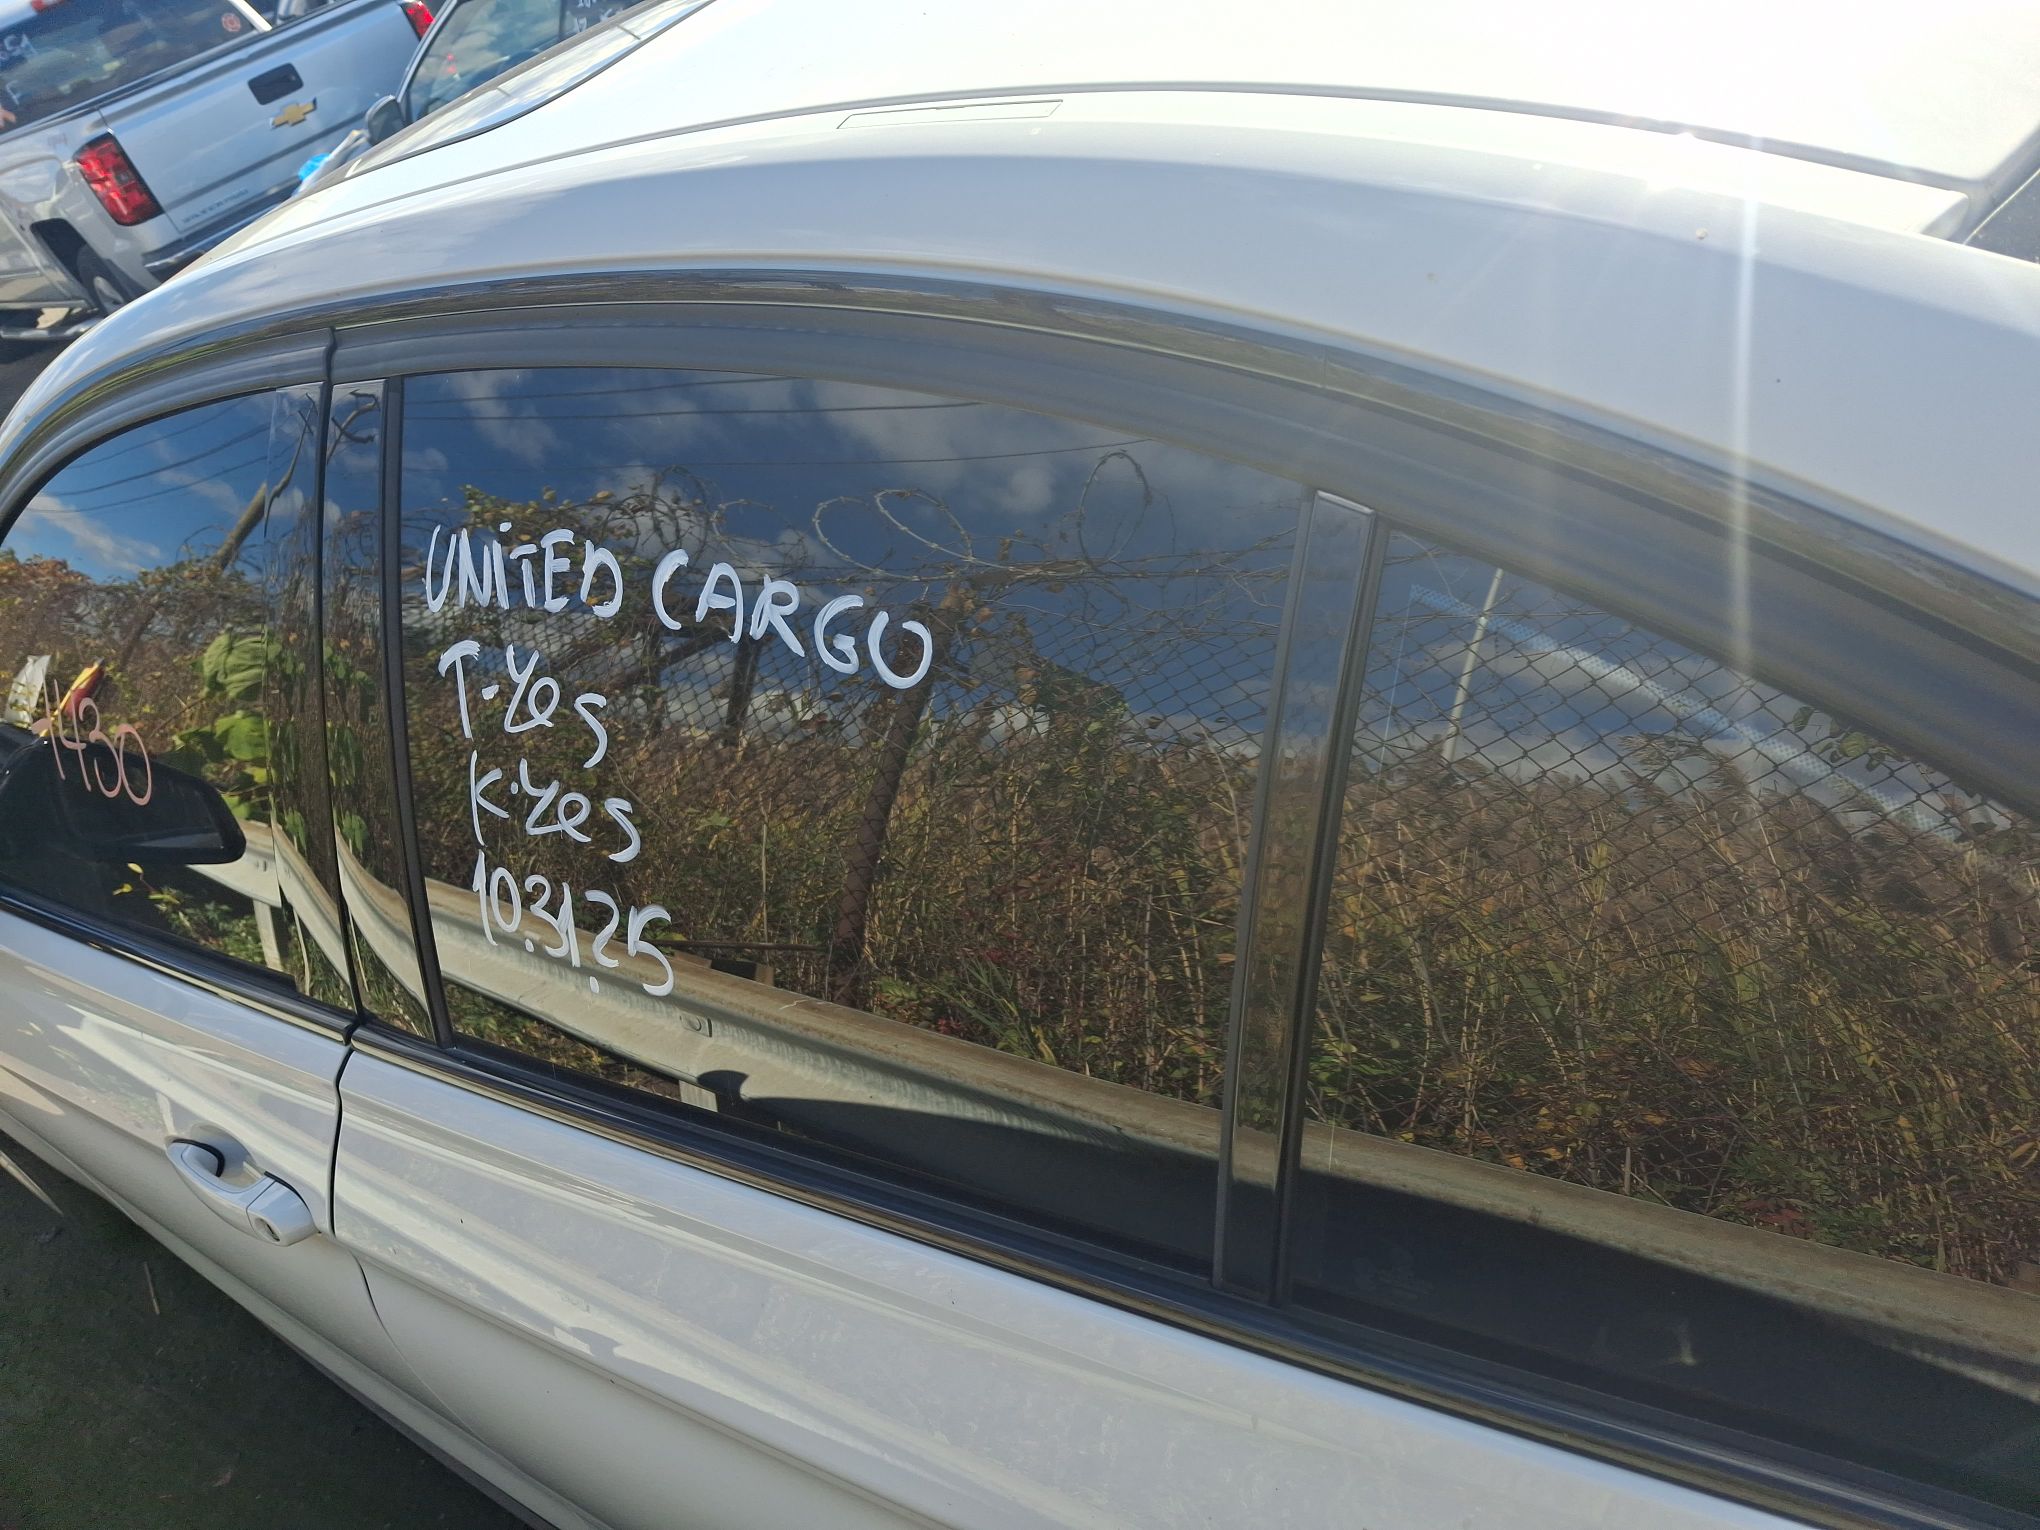 UNiTED CARGO
T-Yes
K-Yes
10.31.25
1430